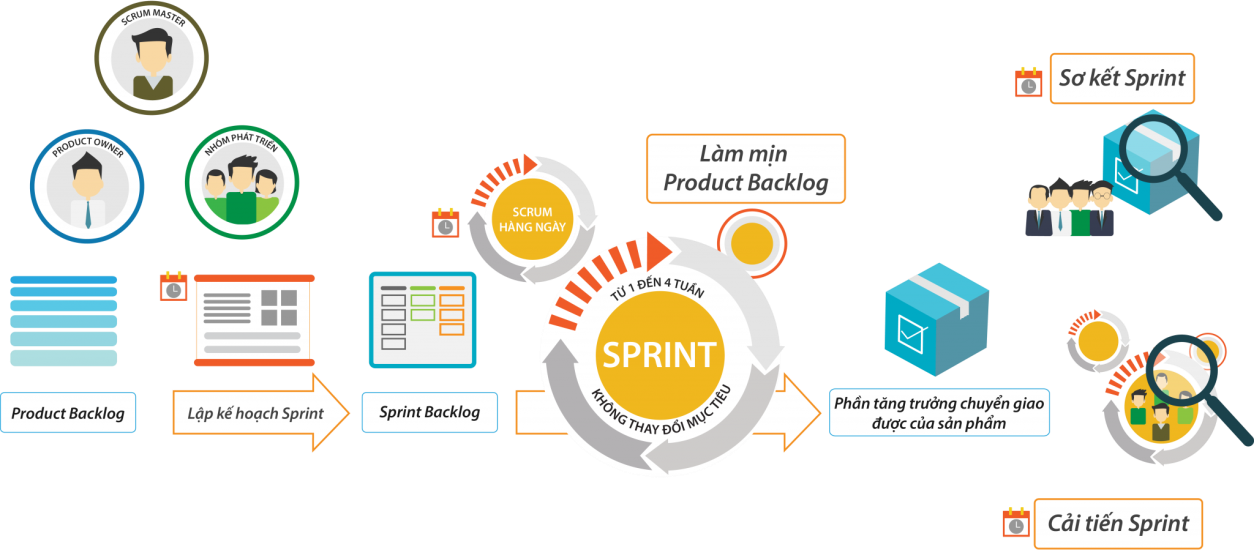 SCRUM MASTER
PRODUCT OWNER
NHÓM PHÁT TRIỂN
Product Backlog
Lập kế hoạch Sprint
Sprint Backlog
SCRUM
HÀNG NGÀY
Làm mịn
Product Backlog
TỪ 1 ĐẾN 4 TUẦN
SPRINT
KHÔNG THAY ĐỔI MỤC TIÊU
Phần tăng trưởng chuyển giao
được của sản phẩm
Sơ kết Sprint
Cải tiến Sprint